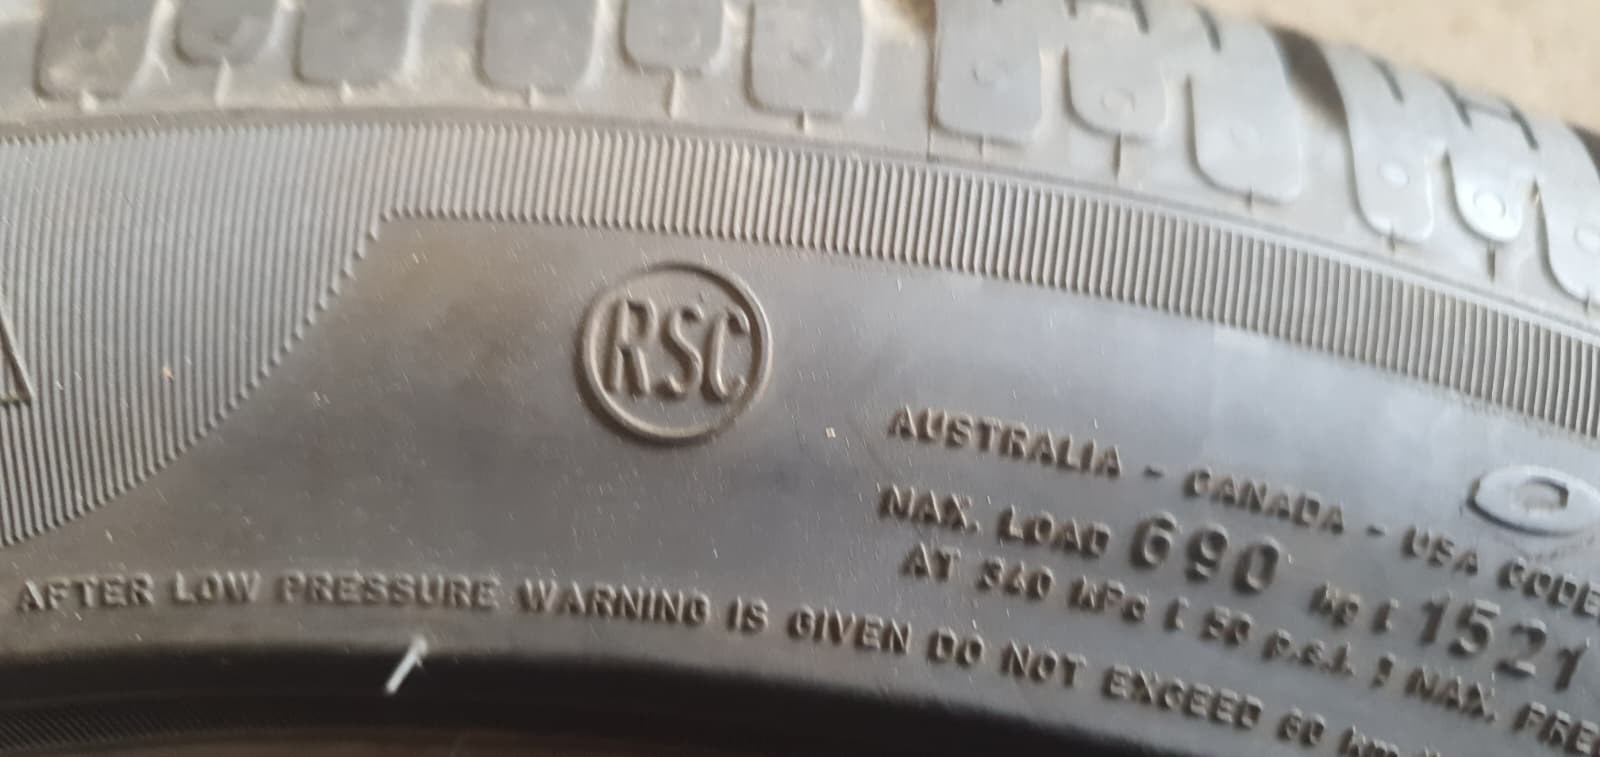 RSC
AUSTRALIA - CANADA - USA CODE
MAX. LOAD 690 kg [ 1521
AT 340 kPa [ 50 p.s.i. ] MAX. PRE
AFTER LOW PRESSURE WARNING IS GIVEN DO NOT EXCEED 80 km